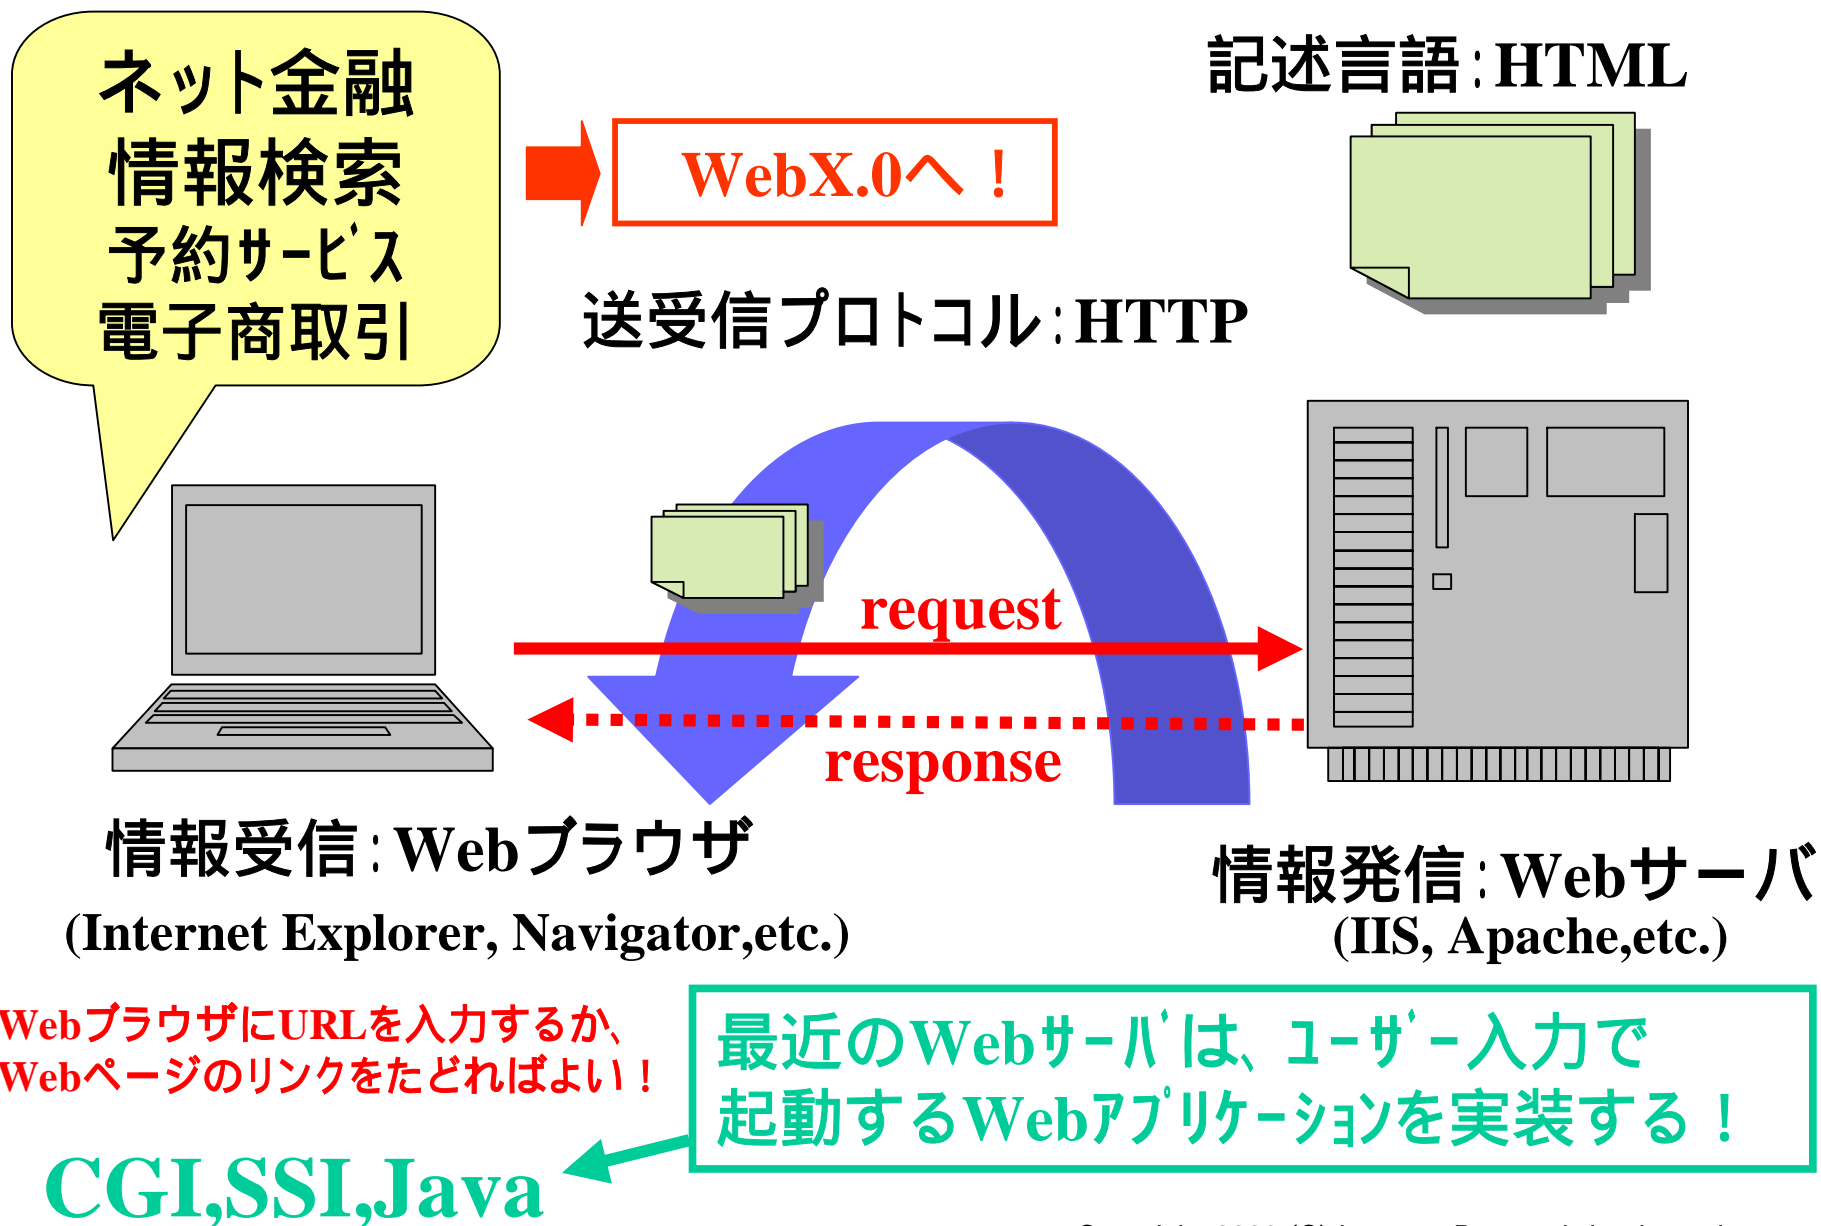 ネット金融
情報検索
予約サービス
電子商取引
WebX.0へ！
記述言語：HTML
送受信プロトコル：HTTP
request
response
情報受信：Webブラウザ
(Internet Explorer, Navigator,etc.)
情報発信：Webサーバ
(IIS, Apache,etc.)
WebブラウザにURLを入力するか、
Webページのリンクをたどればよい！
最近のWebｻｰﾊﾞは、ﾕｰｻﾞｰ入力で
起動するWebｱﾌﾟﾘｹｰｼｮﾝを実装する！
CGI,SSI,Java